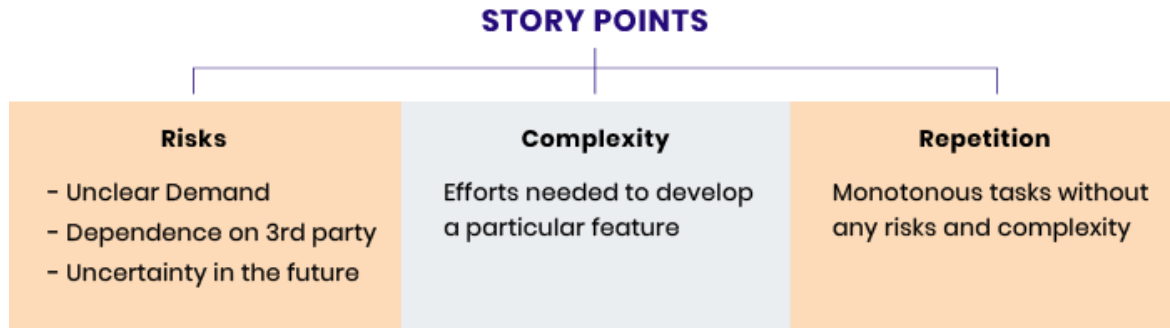 STORY POINTS
Risks
- Unclear Demand
- Dependence on 3rd party
- Uncertainty in the future
Complexity
Efforts needed to develop
a particular feature
Repetition
Monotonous tasks without
any risks and complexity